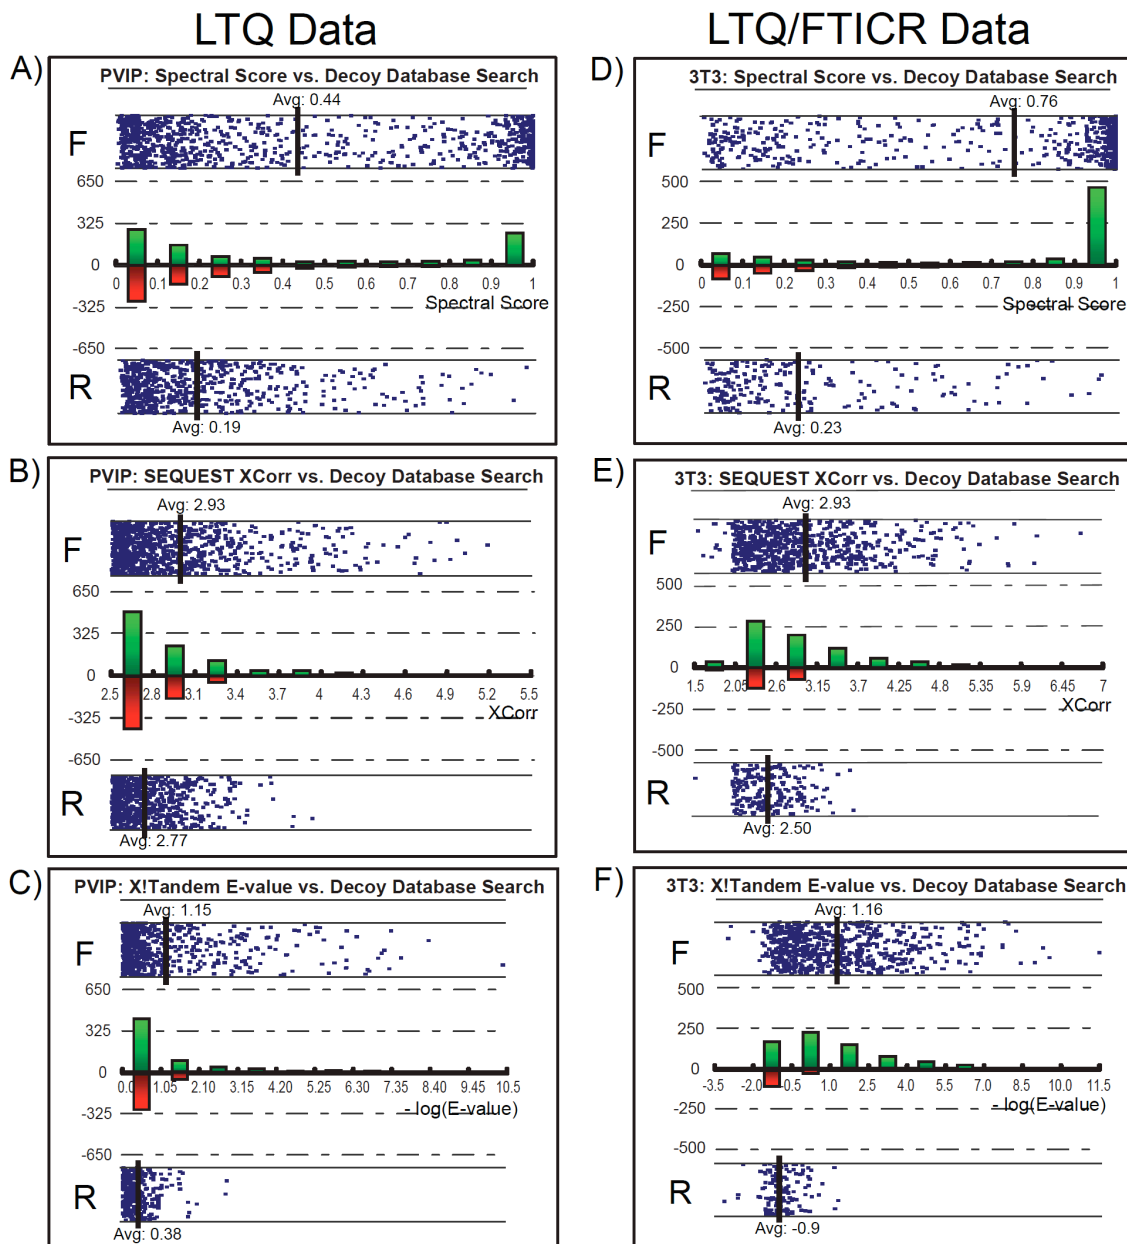 LTQ Data
LTQ/FTICR Data
A)
PVIP: Spectral Score vs. Decoy Database Search
Avg: 0.44
F
650
325
0
0 0.1 0.2 0.3 0.4 0.5 0.6 0.7 0.8 0.9 1
Spectral Score
-325
-650
R
Avg: 0.19
D)
3T3: Spectral Score vs. Decoy Database Search
Avg: 0.76
F
500
250
0
0 0.1 0.2 0.3 0.4 0.5 0.6 0.7 0.8 0.9 1
Spectral Score
-250
-500
R
Avg: 0.23
B)
PVIP: SEQUEST XCorr vs. Decoy Database Search
Avg: 2.93
F
650
325
0
2.5 2.8 3.1 3.4 3.7 4 4.3 4.6 4.9 5.2 5.5
XCorr
-325
-650
R
Avg: 2.77
E)
3T3: SEQUEST XCorr vs. Decoy Database Search
Avg: 2.93
F
500
250
0
1.5 2.05 2.6 3.15 3.7 4.25 4.8 5.35 5.9 6.45 7
XCorr
-250
-500
R
Avg: 2.50
C)
PVIP: X!Tandem E-value vs. Decoy Database Search
Avg: 1.15
F
650
325
0
0.0 1.05 2.10 3.15 4.20 5.25 6.30 7.35 8.40 9.45 10.5
- log(E-value)
-325
-650
R
Avg: 0.38
F)
3T3: X!Tandem E-value vs. Decoy Database Search
Avg: 1.16
F
500
250
0
-3.5 -2.0 -0.5 1.0 2.5 4.0 5.5 7.0 8.5 10.0 11.5
- log(E-value)
-250
-500
R
Avg: -0.9